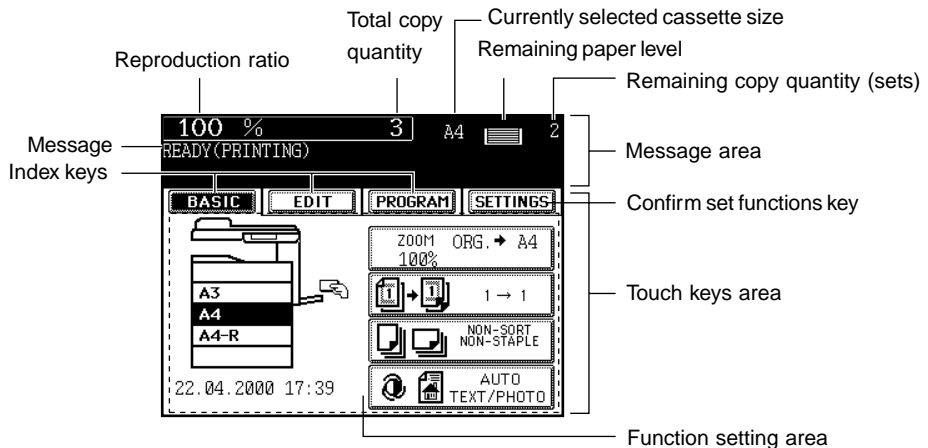 Total copy quantity
Currently selected cassette size
Remaining paper level
Reproduction ratio
Remaining copy quantity (sets)
100 % 3 A4 2
READY(PRINTING)
Message
Message area
Index keys
BASIC EDIT PROGRAM SETTINGS
Confirm set functions key
ZOOM ORG. → A4
100%
A3
A4
A4-R
1 → 1 1 → 1
Touch keys area
NON-SORT
NON-STAPLE
22.04.2000 17:39
AUTO
TEXT/PHOTO
Function setting area